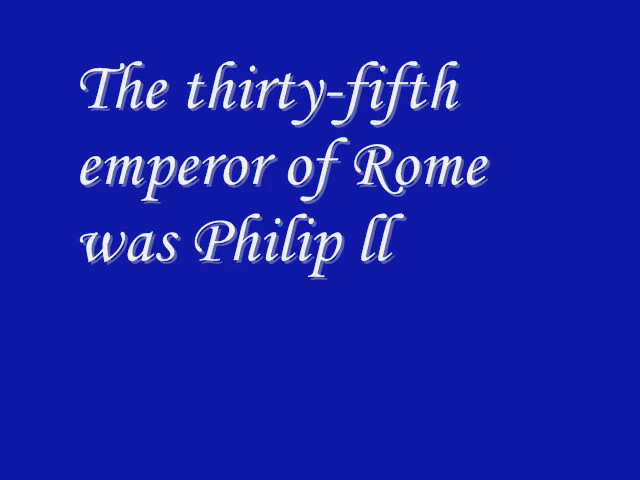 The thirty-fifth
emperor of Rome
was Philip ll